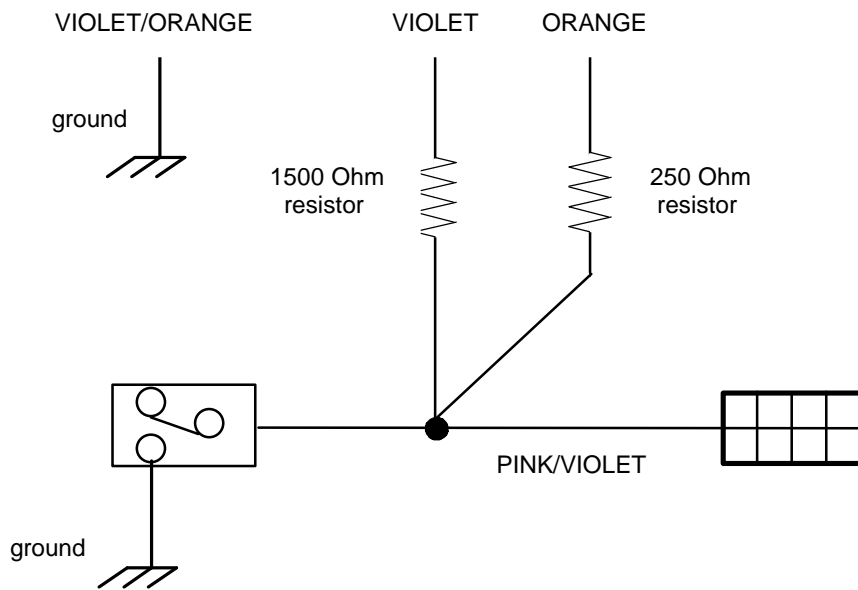 VIOLET/ORANGE
VIOLET
ORANGE
ground
1500 Ohm
resistor
250 Ohm
resistor
PINK/VIOLET
ground